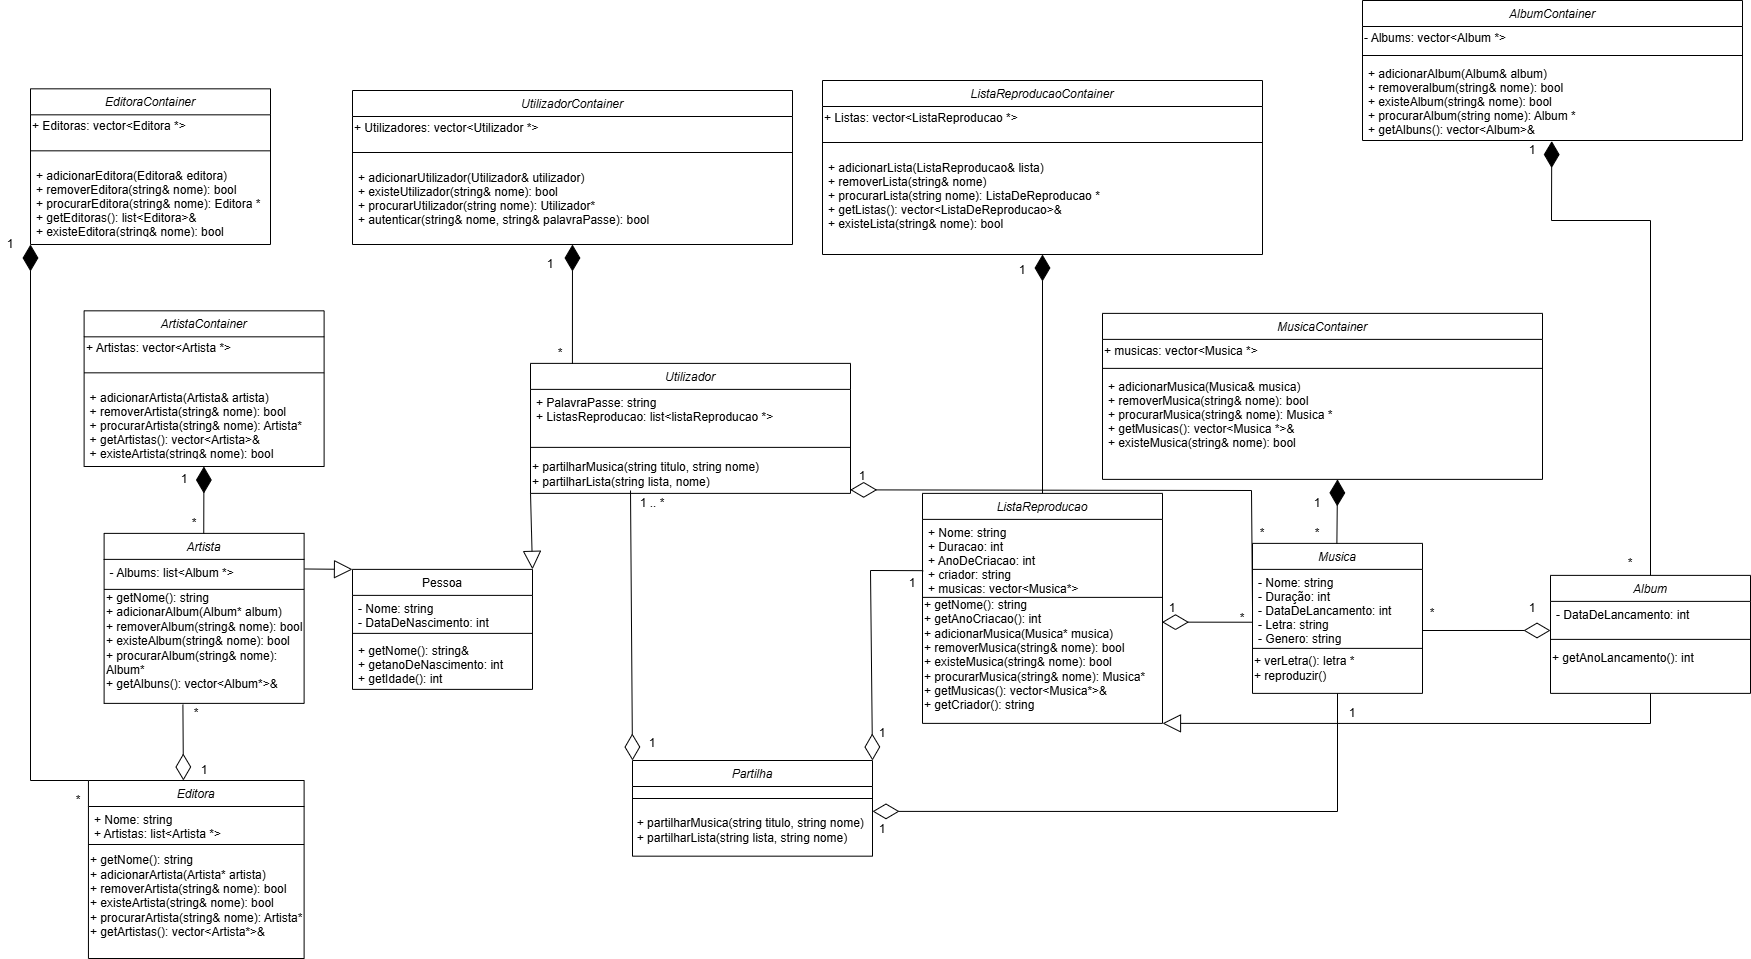 AlbumContainer
- Albums: vector<Album *>
+ adicionarAlbum(Album& album)
+ removeralbum(string& nome): bool
+ existeAlbum(string& nome): bool
+ procurarAlbum(string nome): Album *
+ getAlbuns(): vector<Album>&
1
EditoraContainer
+ Editoras: vector<Editora *>
+ adicionarEditora(Editora& editora)
+ removerEditora(string& nome): bool
+ procurarEditora(string& nome): Editora *
+ getEditoras(): list<Editora>&
+ existeEditora(string& nome): bool
1
UtilizadorContainer
+ Utilizadores: vector<Utilizador *>
+ adicionarUtilizador(Utilizador& utilizador)
+ existeUtilizador(string& nome): bool
+ procurarUtilizador(string nome): Utilizador*
+ autenticar(string& nome, string& palavraPasse): bool
1
*
ListaReproducaoContainer
+ Listas: vector<ListaReproducao *>
+ adicionarLista(ListaReproducao& lista)
+ removerLista(string& nome)
+ procurarLista(string nome): ListaDeReproducao *
+ getListas(): vector<ListaDeReproducao>&
+ existeLista(string& nome): bool
1
ArtistaContainer
+ Artistas: vector<Artista *>
+ adicionarArtista(Artista& artista)
+ removerArtista(string& nome): bool
+ procurarArtista(string& nome): Artista*
+ getArtistas(): vector<Artista>&
+ existeArtista(string& nome): bool
1
*
MusicaContainer
+ musicas: vector<Musica *>
+ adicionarMusica(Musica& musica)
+ removerMusica(string& nome): bool
+ procurarMusica(string& nome): Musica *
+ getMusicas(): vector<Musica *>&
+ existeMusica(string& nome): bool
1
*
Utilizador
+ PalavraPasse: string
+ ListasReproducao: list<listaReproducao *>
+ partilharMusica(string titulo, string nome)
+ partilharLista(string lista, nome)
1
*
1 .. *
Artista
- Albums: list<Album *>
+ getNome(): string
+ adicionarAlbum(Album* album)
+ removerAlbum(string& nome): bool
+ existeAlbum(string& nome): bool
+ procurarAlbum(string& nome):
Album*
+ getAlbuns(): vector<Album*>&
*
1
Pessoa
- Nome: string
- DataDeNascimento: int
+ getNome(): string&
+ getanoDeNascimento: int
+ getIdade(): int
ListaReproducao
+ Nome: string
+ Duracao: int
+ AnoDeCriacao: int
+ criador: string
+ musicas: vector<Musica*>
+ getNome(): string
+ getAnoCriacao(): int
+ adicionarMusica(Musica* musica)
+ removerMusica(string& nome): bool
+ existeMusica(string& nome): bool
+ procurarMusica(string& nome): Musica*
+ getMusicas(): vector<Musica*>&
+ getCriador(): string
1
1
*
Musica
- Nome: string
- Duração: int
- DataDeLancamento: int
- Letra: string
- Genero: string
+ verLetra(): letra *
+ reproduzir()
*
1
1
*
Album
- DataDeLancamento: int
+ getAnoLancamento(): int
1
1
Partilha
+ partilharMusica(string titulo, string nome)
+ partilharLista(string lista, string nome)
1
*
Editora
+ Nome: string
+ Artistas: list<Artista *>
+ getNome(): string
+ adicionarArtista(Artista* artista)
+ removerArtista(string& nome): bool
+ existeArtista(string& nome): bool
+ procurarArtista(string& nome): Artista*
+ getArtistas(): vector<Artista*>&